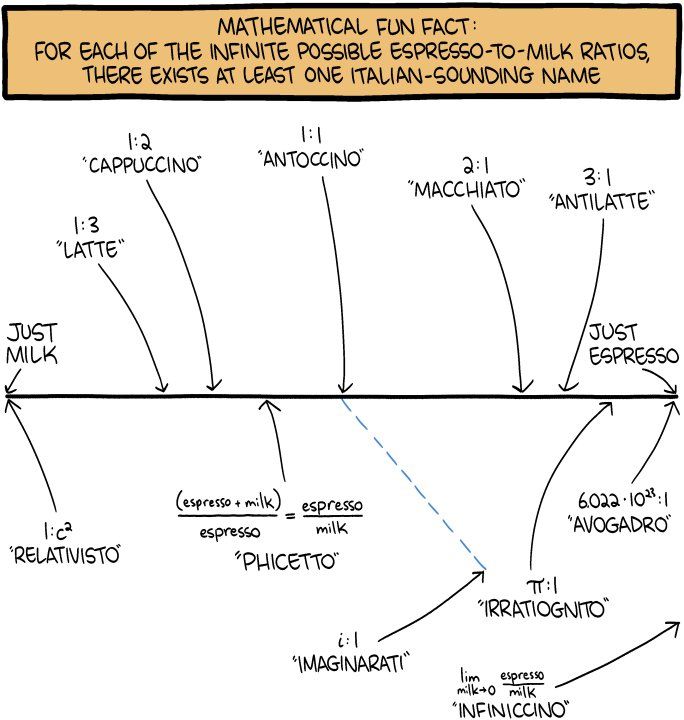 MATHEMATICAL FUN FACT:
FOR EACH OF THE INFINITE POSSIBLE ESPRESSO-TO-MILK RATIOS,
THERE EXISTS AT LEAST ONE ITALIAN-SOUNDING NAME
1:2
"CAPPUCCINO"
1:1
"ANTOCCINO"
2:1
"MACCHIATO"
3:1
"ANTILATTE"
1:3
"LATTE"
JUST
MILK
JUST
ESPRESSO
1:c²
"RELATIVISTO"
(espresso + milk) / espresso = espresso / milk
"PHICETTO"
6.022·10²³:1
"AVOGADRO"
π:1
"IRRATIOGNITO"
i:1
"IMAGINARATI"
lim milk→0 espresso / milk
"INFINICCINO"